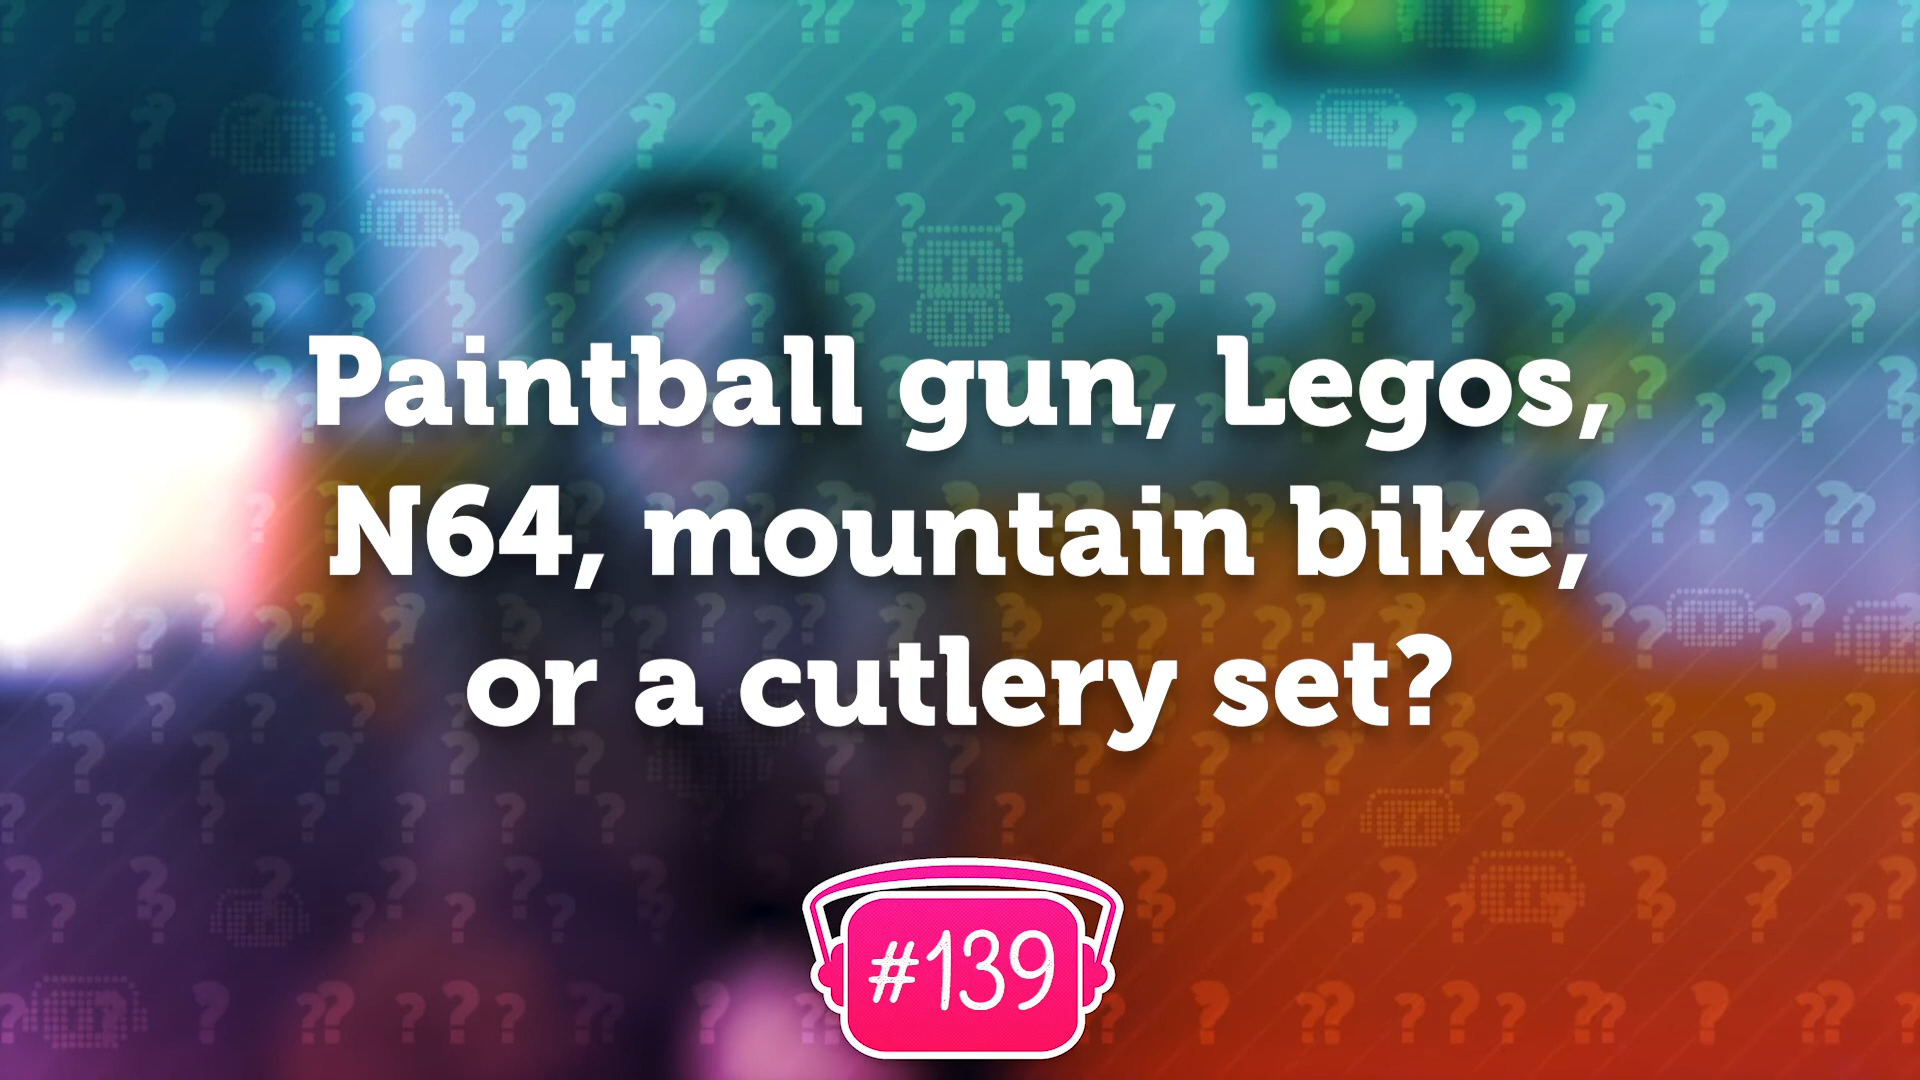 Paintball gun, Legos,
N64, mountain bike,
or a cutlery set?
#139